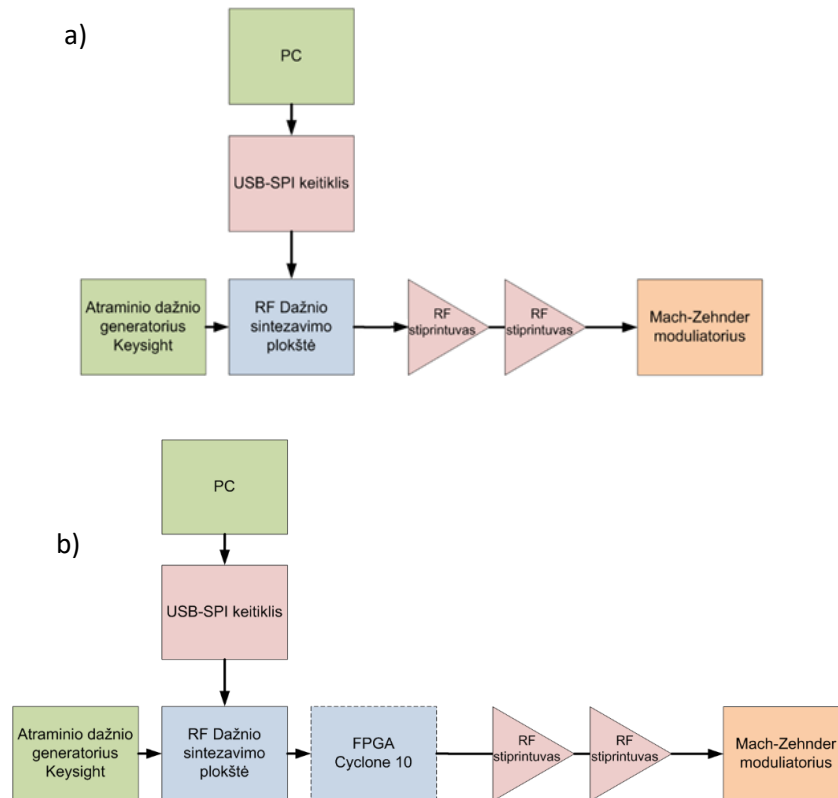 a)
PC
USB-SPI keitiklis
Atraminio dažnio
generatorius
Keysight
RF Dažnio
sintezavimo
plokštė
RF
stiprintuvas
RF
stiprintuvas
Mach-Zehnder
moduliatorius
b)
PC
USB-SPI keitiklis
Atraminio dažnio
generatorius
Keysight
RF Dažnio
sintezavimo
plokštė
FPGA
Cyclone 10
RF
stiprintuvas
RF
stiprintuvas
Mach-Zehnder
moduliatorius